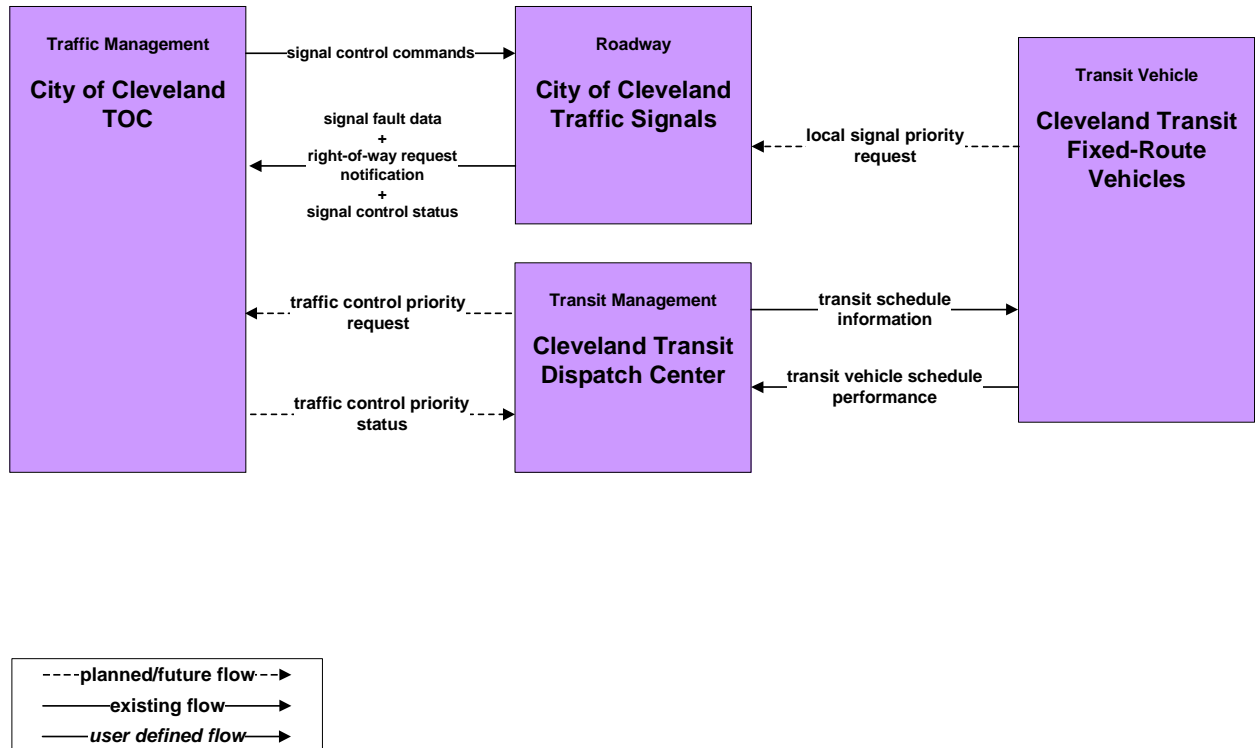 Traffic Management
City of Cleveland
TOC
signal control commands
signal fault data
+
right-of-way request
notification
+
signal control status
traffic control priority
request
traffic control priority
status
Roadway
City of Cleveland
Traffic Signals
Transit Management
Cleveland Transit
Dispatch Center
local signal priority
request
transit schedule
information
transit vehicle schedule
performance
Transit Vehicle
Cleveland Transit
Fixed-Route
Vehicles
planned/future flow
existing flow
user defined flow